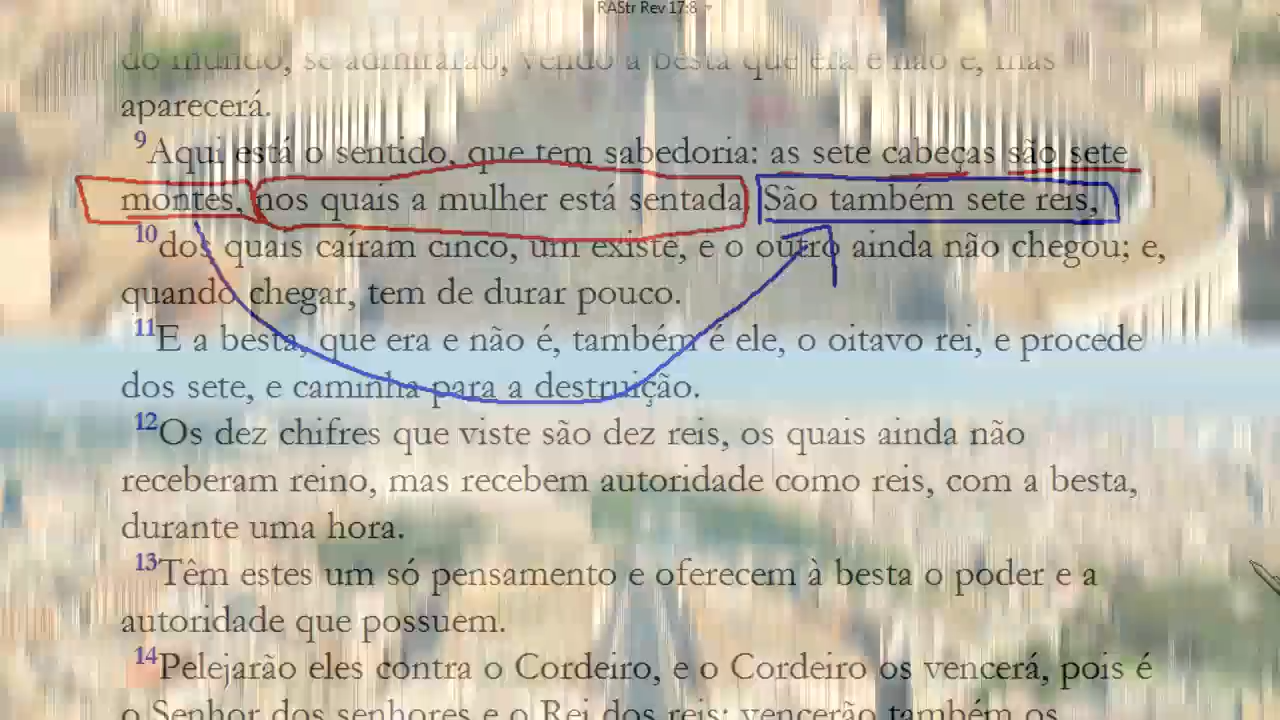 RAStr Rev 17:8
do mundo, se admirarão, vendo a besta que era e não é, mas
aparecerá.
9Aqui está o sentido, que tem sabedoria: as sete cabeças são sete
montes, nos quais a mulher está sentada São também sete reis,
10dos quais caíram cinco, um existe, e o outro ainda não chegou; e,
quando chegar, tem de durar pouco.
11E a besta, que era e não é, também é ele, o oitavo rei, e procede
dos sete, e caminha para a destruição.
12Os dez chifres que viste são dez reis, os quais ainda não
receberam reino, mas recebem autoridade como reis, com a besta,
durante uma hora.
13Têm estes um só pensamento e oferecem à besta o poder e a
autoridade que possuem.
14Pelejarão eles contra o Cordeiro, e o Cordeiro os vencerá, pois é
o Senhor dos senhores e o Rei dos reis; vencerão também os